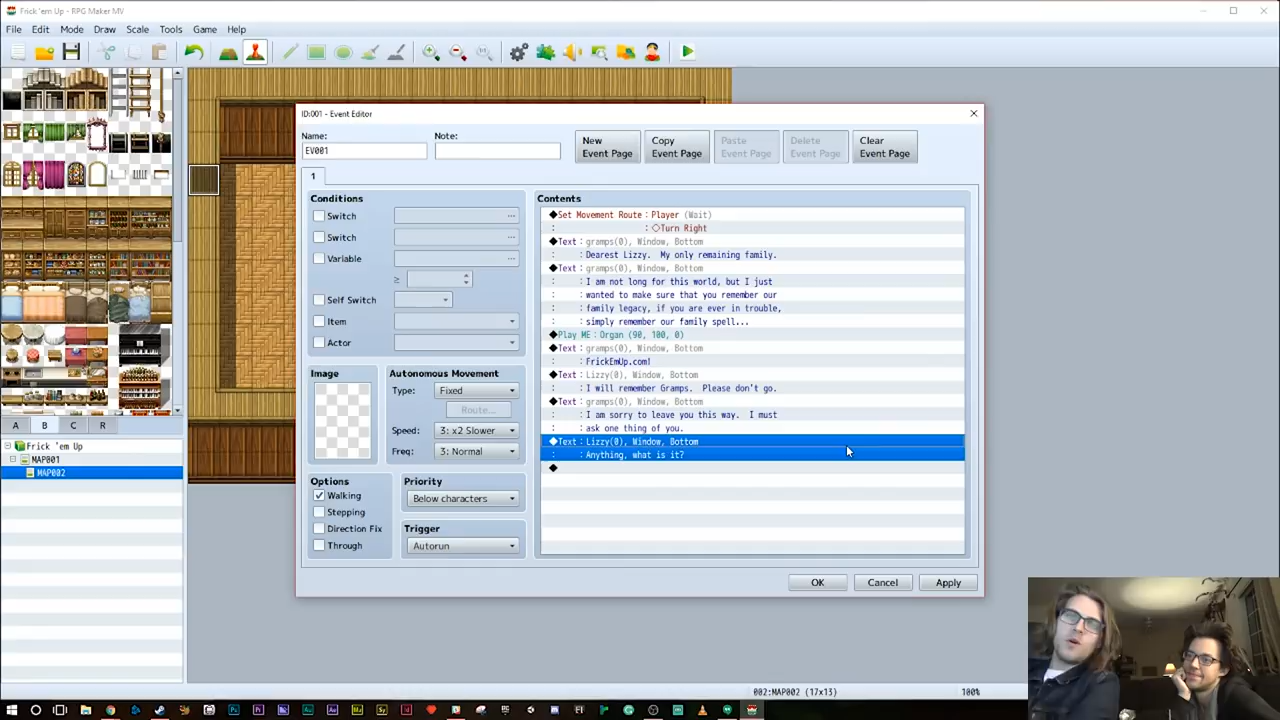 Frick 'em Up - RPG Maker MV
File Edit Mode Draw Scale Tools Game Help
ID:001 - Event Editor
Name:
Note:
EV001
New
Event Page
Copy
Event Page
Paste
Event Page
Delete
Event Page
Clear
Event Page
1
Conditions
Switch
Switch
Variable
≥
Self Switch
Item
Actor
Image
Autonomous Movement
Type: Fixed
Route...
Speed: 3: x2 Slower
Freq: 3: Normal
Options
Walking
Stepping
Direction Fix
Through
Priority
Below characters
Trigger
Autorun
Contents
◆Set Movement Route：Player (Wait)
： ：◇Turn Right
◆Text：gramps(0), Window, Bottom
： ：Dearest Lizzy. My only remaining family.
◆Text：gramps(0), Window, Bottom
： ：I am not long for this world, but I just
： ：wanted to make sure that you remember our
： ：family legacy, if you are ever in trouble,
： ：simply remember our family spell...
◆Play ME：Organ (90, 100, 0)
◆Text：gramps(0), Window, Bottom
： ：FrickEmUp.com!
◆Text：Lizzy(0), Window, Bottom
： ：I will remember Gramps. Please don't go.
◆Text：gramps(0), Window, Bottom
： ：I am sorry to leave you this way. I must
： ：ask one thing of you.
◆Text：Lizzy(0), Window, Bottom
： ：Anything, what is it?
◆
OK
Cancel
Apply
A B C R
Frick 'em Up
MAP001
MAP002
002:MAP002 (17x13)
100%